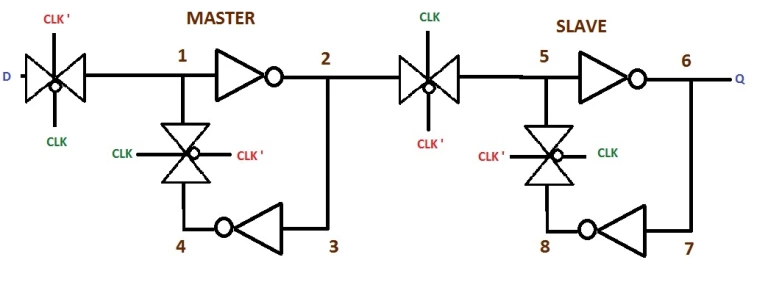 MASTER
SLAVE
CLK '
CLK
D
1
2
5
6
Q
CLK
CLK '
CLK
CLK '
CLK '
CLK
4
3
8
7